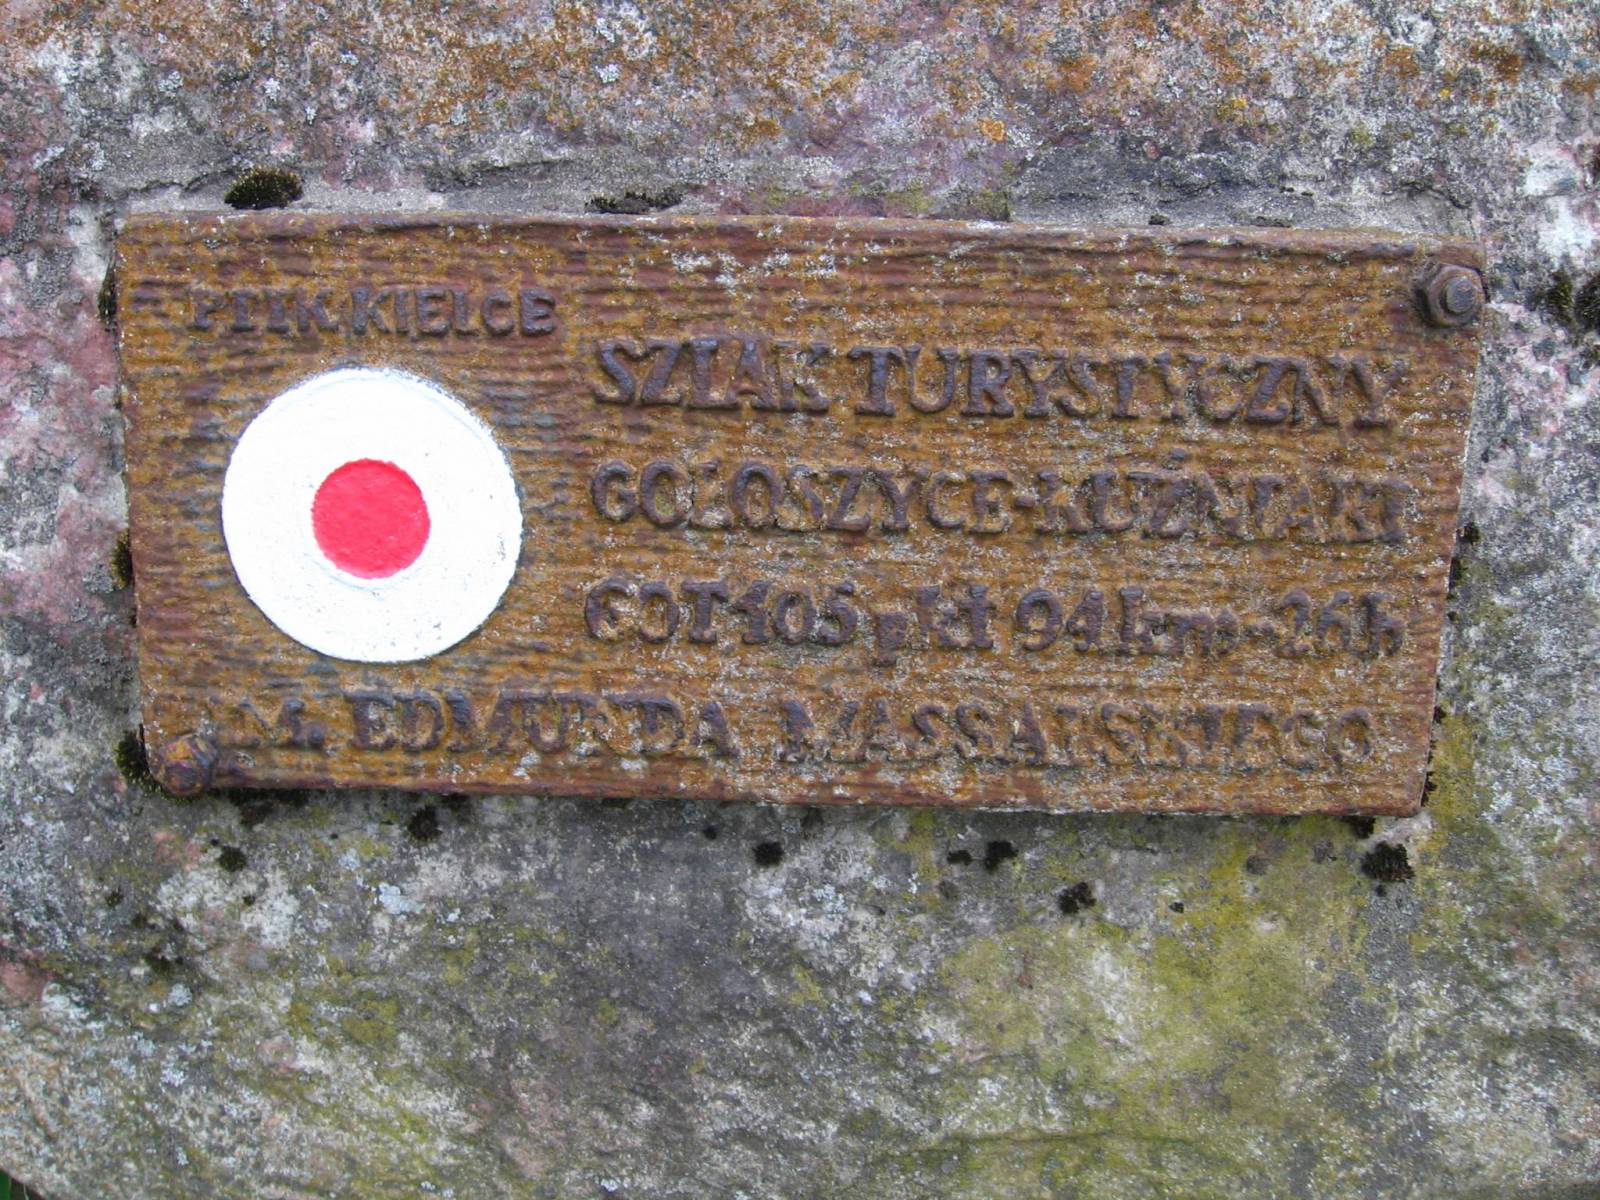 PTTK KIELCE
SZLAK TURYSTYCZNY
GOŁOSZYCE-KUŹNIAKI
GOT 105 pkt 94 km-26h
IM. EDMUNDA MASSALSKIEGO